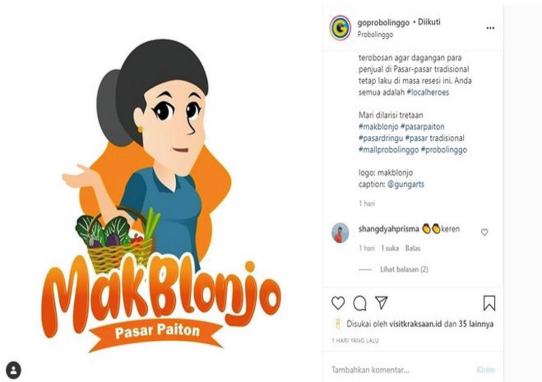 MakBlonjo
Pasar Paiton
goprobolinggo • Diikuti
Probolinggo
terobosan agar dagangan para
penjual di Pasar-pasar tradisional
tetap laku di masa resesi ini. Anda
semua adalah #localheroes
Mari dilarisi tretaan
#makblonjo #pasarpaiton
#pasardringu #pasar tradisional
#mallprobolinggo #probolinggo
logo: makblonjo
caption: @gungarts
1 hari
shangdyahprisma 👏👏keren
1 hari 1 suka Balas
Lihat balasan (2)
Disukai oleh visitkraksaan.id dan 35 lainnya
1 HARI YANG LALU
Tambahkan komentar...
Kirim